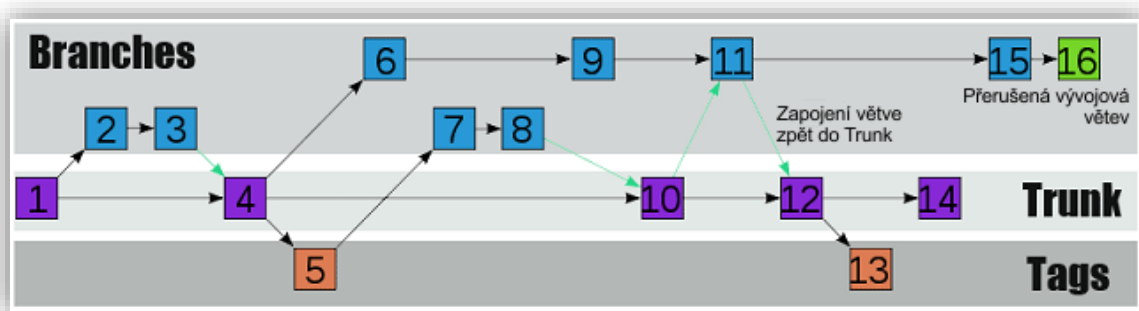 Branches
6
9
11
15
16
Přerušená vývojová
větev
2
3
7
8
Zapojení větve
zpět do Trunk
1
4
10
12
14
Trunk
5
13
Tags